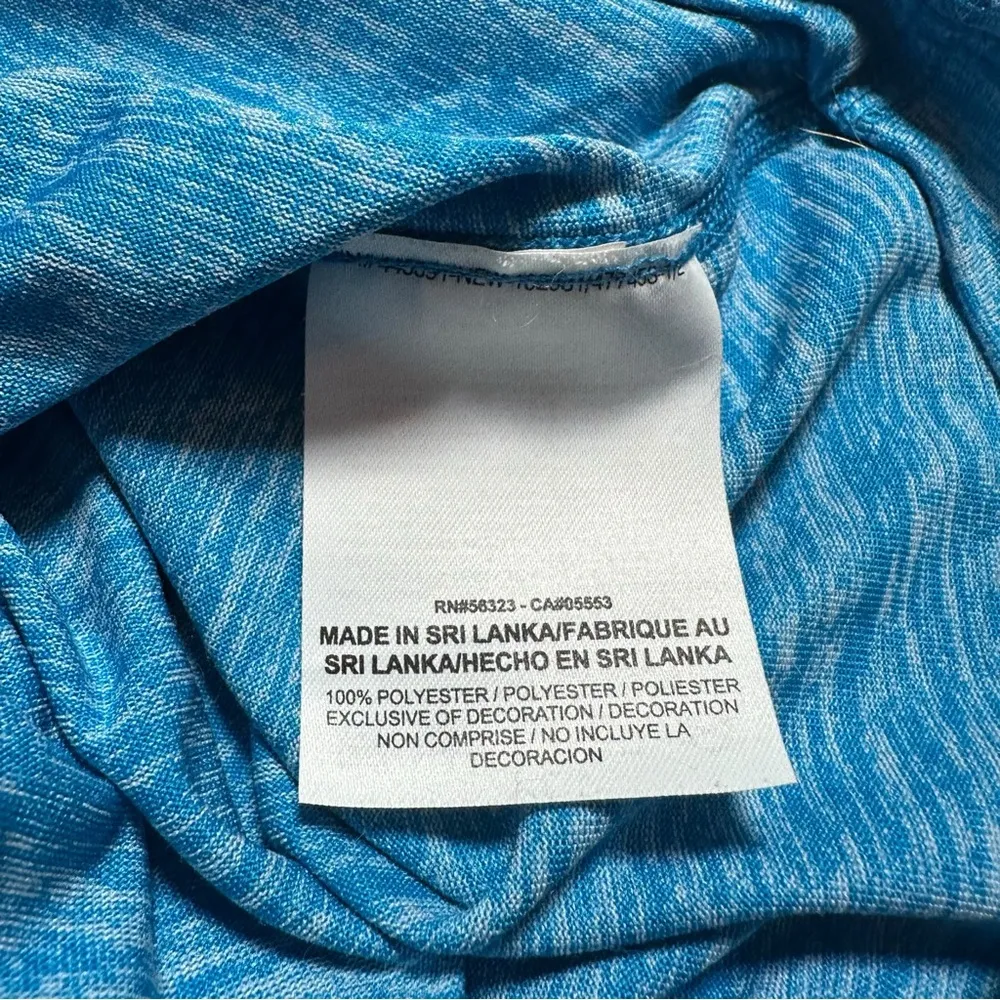 RN#56323 - CA#05553
MADE IN SRI LANKA/FABRIQUE AU
SRI LANKA/HECHO EN SRI LANKA
100% POLYESTER / POLYESTER / POLIESTER
EXCLUSIVE OF DECORATION / DECORATION
NON COMPRISE / NO INCLUYE LA
DECORACION